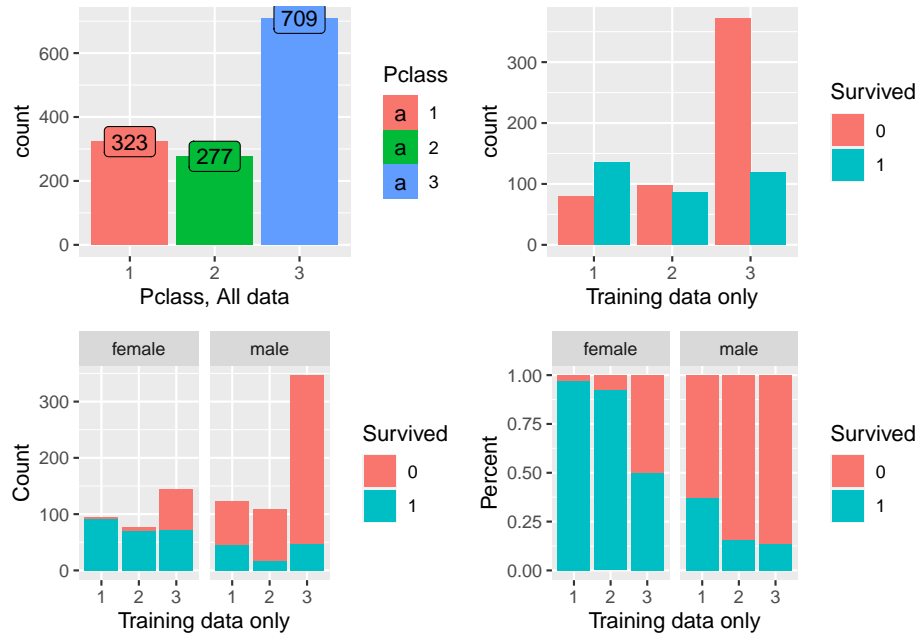 709
323
277
600
400
200
0
count
1 2 3
Pclass, All data
Pclass
a 1
a 2
a 3
300
200
100
0
count
1 2 3
Training data only
Survived
0
1
female male
300
200
100
0
Count
1 2 3 1 2 3
Training data only
Survived
0
1
female male
1.00
0.75
0.50
0.25
0.00
Percent
1 2 3 1 2 3
Training data only
Survived
0
1